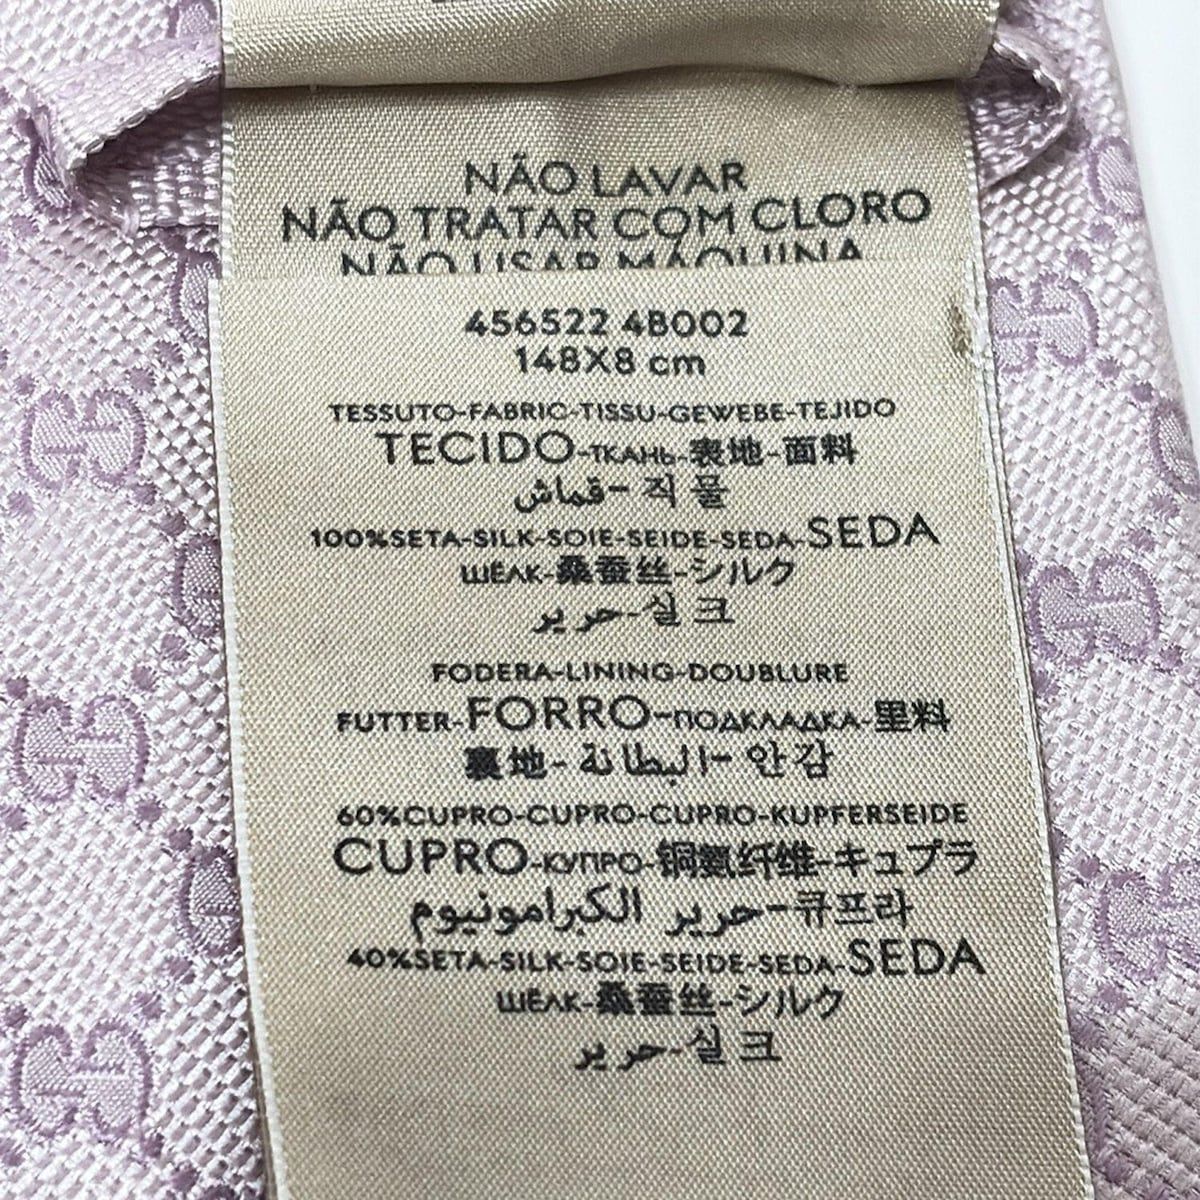 NÃO LAVAR
NÃO TRATAR COM CLORO
NÃO USAR MÁQUINA
456522 4B002
148X8 cm
TESSUTO-FABRIC-TISSU-GEWEBE-TEJIDO
TECIDO-ТКАНЬ-表地-面料
قماش-직물
100%SETA-SILK-SOIE-SEIDE-SEDA-SEDA
ШЁЛК-桑蚕丝-シルク
حرير-실크
FODERA-LINING-DOUBLURE
FUTTER-FORRO-ПОДКЛАДКА-里料
裏地-البطانة-안감
60%CUPRO-CUPRO-CUPRO-KUPFERSEIDE
CUPRO-КУПРО-铜氨纤维-キュプラ
حرير الكبرامونيوم-큐프라
40%SETA-SILK-SOIE-SEIDE-SEDA-SEDA
ШЁЛК-桑蚕丝-シルク
حرير-실크